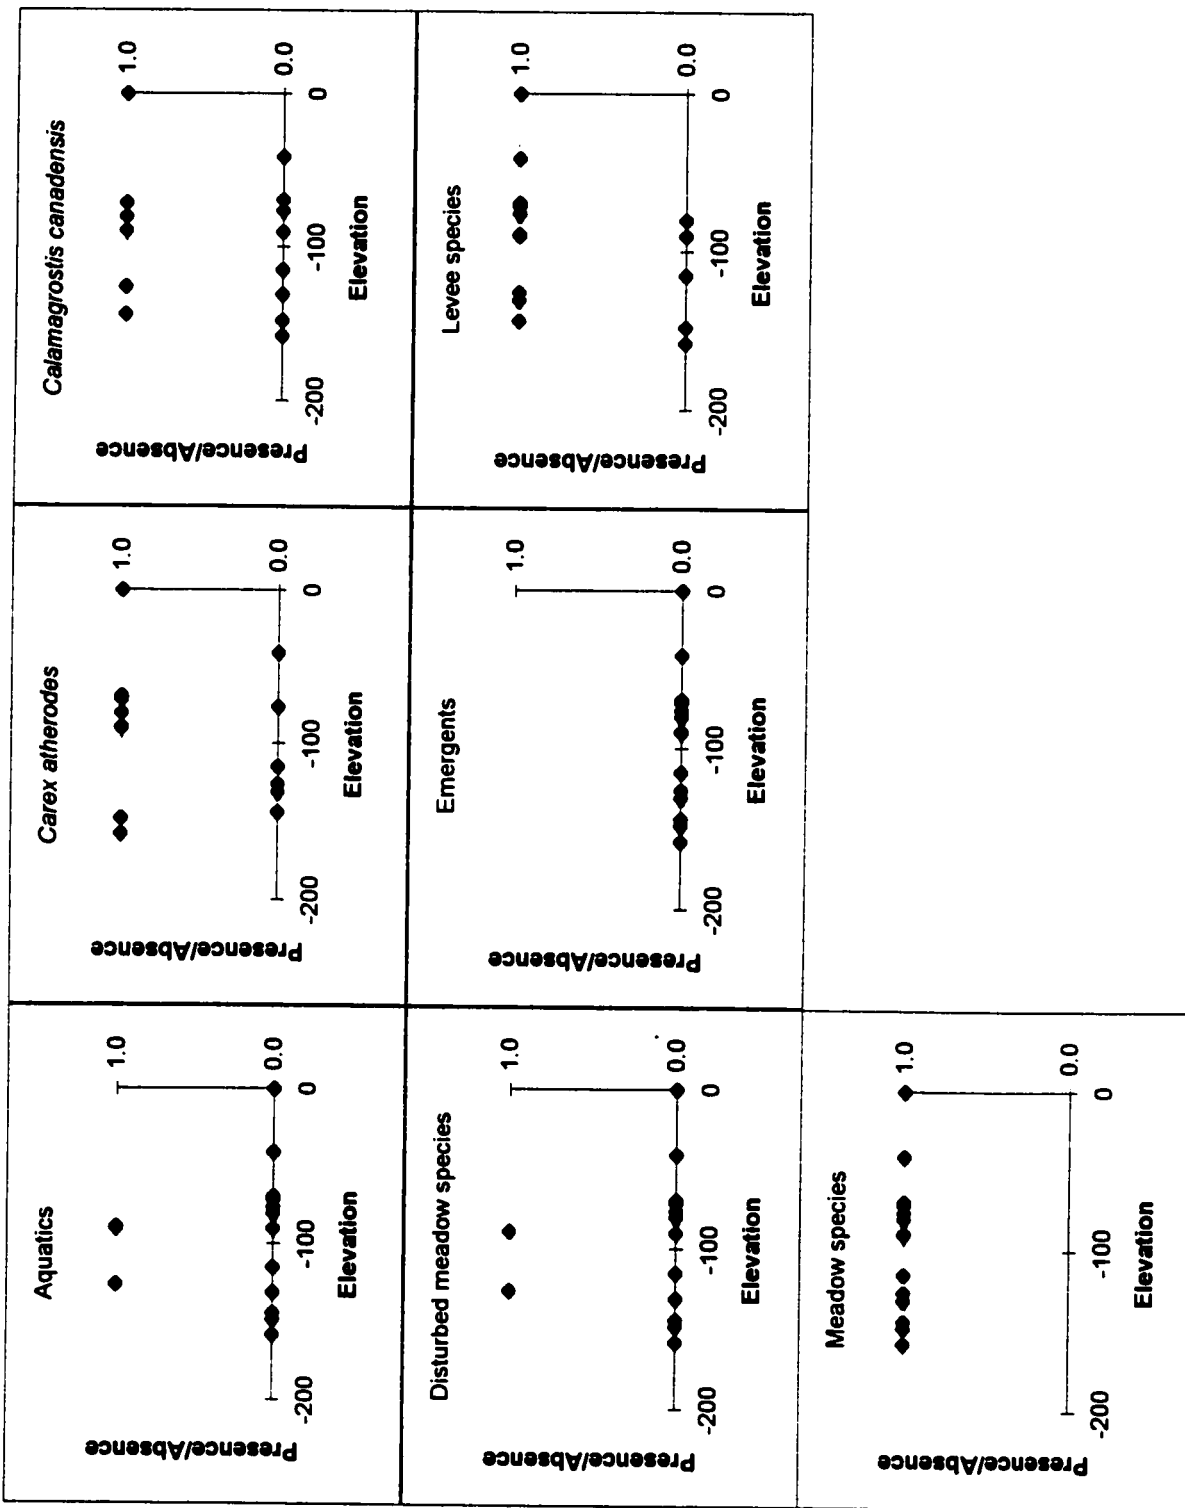 Aquatics
Presence/Absence
1.0
0.0
-200
-100
0
Elevation
Carex atherodes
Presence/Absence
1.0
0.0
-200
-100
0
Elevation
Calamagrostis canadensis
Presence/Absence
1.0
0.0
-200
-100
0
Elevation
Disturbed meadow species
Presence/Absence
1.0
0.0
-200
-100
0
Elevation
Emergents
Presence/Absence
1.0
0.0
-200
-100
0
Elevation
Levee species
Presence/Absence
1.0
0.0
-200
-100
0
Elevation
Meadow species
Presence/Absence
1.0
0.0
-200
-100
0
Elevation